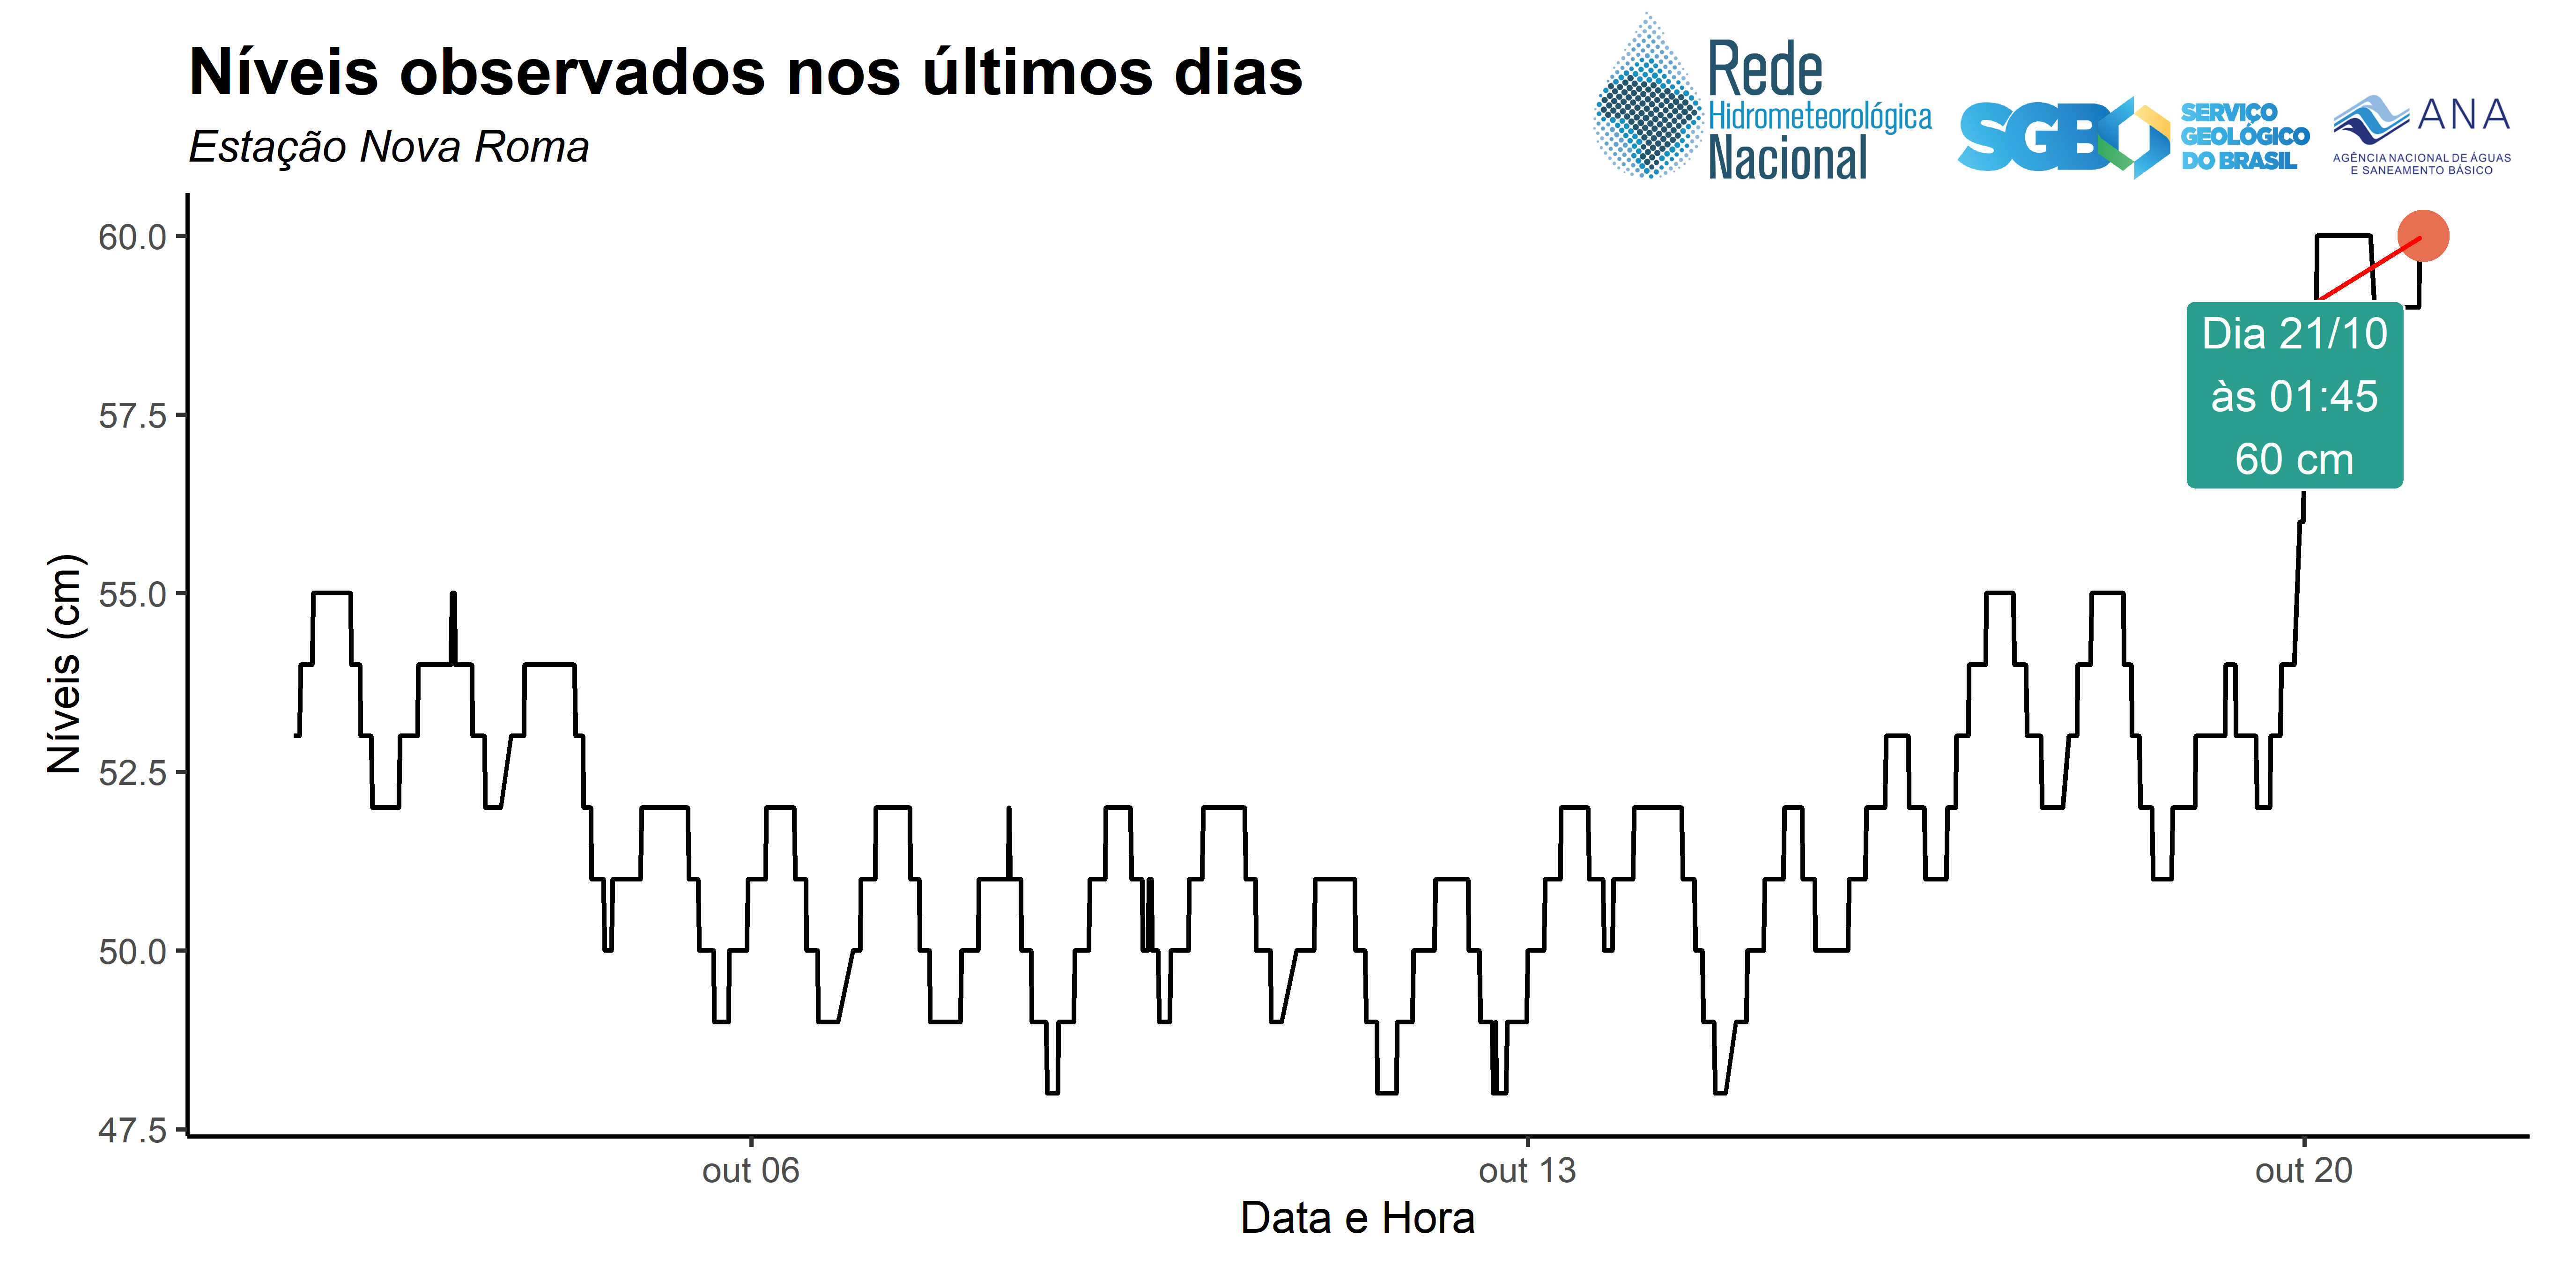 Níveis observados nos últimos dias
Estação Nova Roma
Rede
Hidrometeorológica
Nacional
SGB
SERVIÇO
GEOLÓGICO
DO BRASIL
ANA
AGÊNCIA NACIONAL DE ÁGUAS
E SANEAMENTO BÁSICO
60.0
57.5
55.0
52.5
50.0
47.5
Níveis (cm)
Dia 21/10
às 01:45
60 cm
out 06
out 13
out 20
Data e Hora